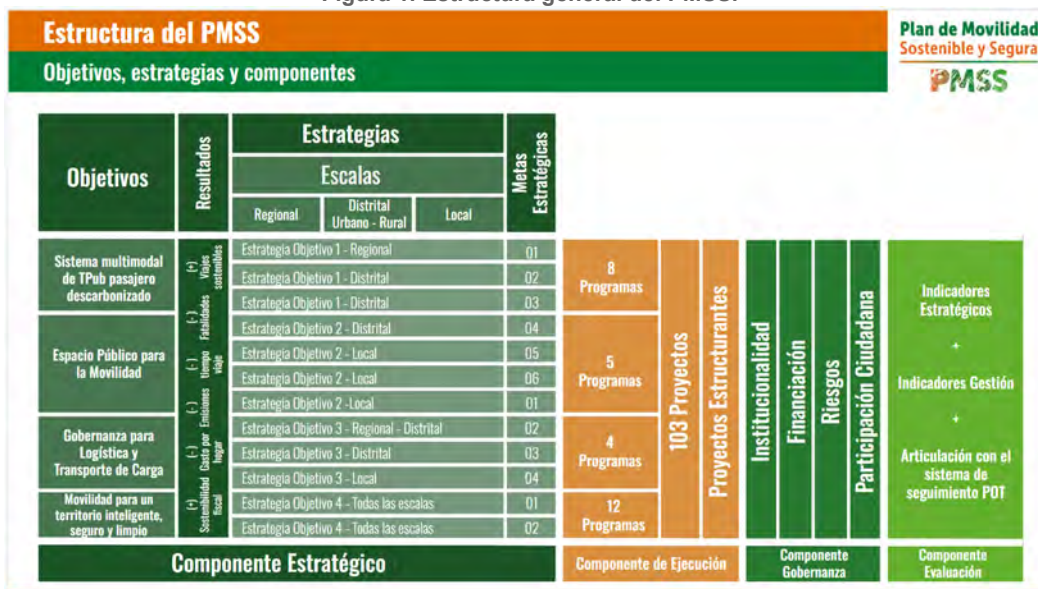 Figura 1. Estructura general del PMSS.
Estructura del PMSS
Objetivos, estrategias y componentes
Plan de Movilidad
Sostenible y Segura
PMSS
Objetivos
Resultados
Estrategias
Escalas
Regional
Distrital
Urbano - Rural
Local
Metas
Estratégicas
Sistema multimodal
de TPub pasajero
descarbonizado
Espacio Público para
la Movilidad
Gobernanza para
Logística y
Transporte de Carga
Movilidad para un
territorio inteligente,
seguro y limpio
(+)
Viajes
sostenibles
(-)
Fatalidades
(-)
tiempo
viaje
(-)
Emisiones
(-)
Gasto por
hogar
(+)
Sostenibilidad
fiscal
Estrategia Objetivo 1 - Regional 01
Estrategia Objetivo 1 - Distrital 02
Estrategia Objetivo 1 - Distrital 03
Estrategia Objetivo 2 - Distrital 04
Estrategia Objetivo 2 - Local 05
Estrategia Objetivo 2 - Local 06
Estrategia Objetivo 2 -Local 01
Estrategia Objetivo 3 - Regional - Distrital 02
Estrategia Objetivo 3 - Distrital 03
Estrategia Objetivo 3 - Local 04
Estrategia Objetivo 4 - Todas las escalas 01
Estrategia Objetivo 4 - Todas las escalas 02
8
Programas
5
Programas
4
Programas
12
Programas
103 Proyectos
Proyectos Estructurantes
Institucionalidad
Financiación
Riesgos
Participación Ciudadana
Indicadores
Estratégicos
+
Indicadores Gestión
+
Articulación con el
sistema de
seguimiento POT
Componente Estratégico
Componente de Ejecución
Componente
Gobernanza
Componente
Evaluación